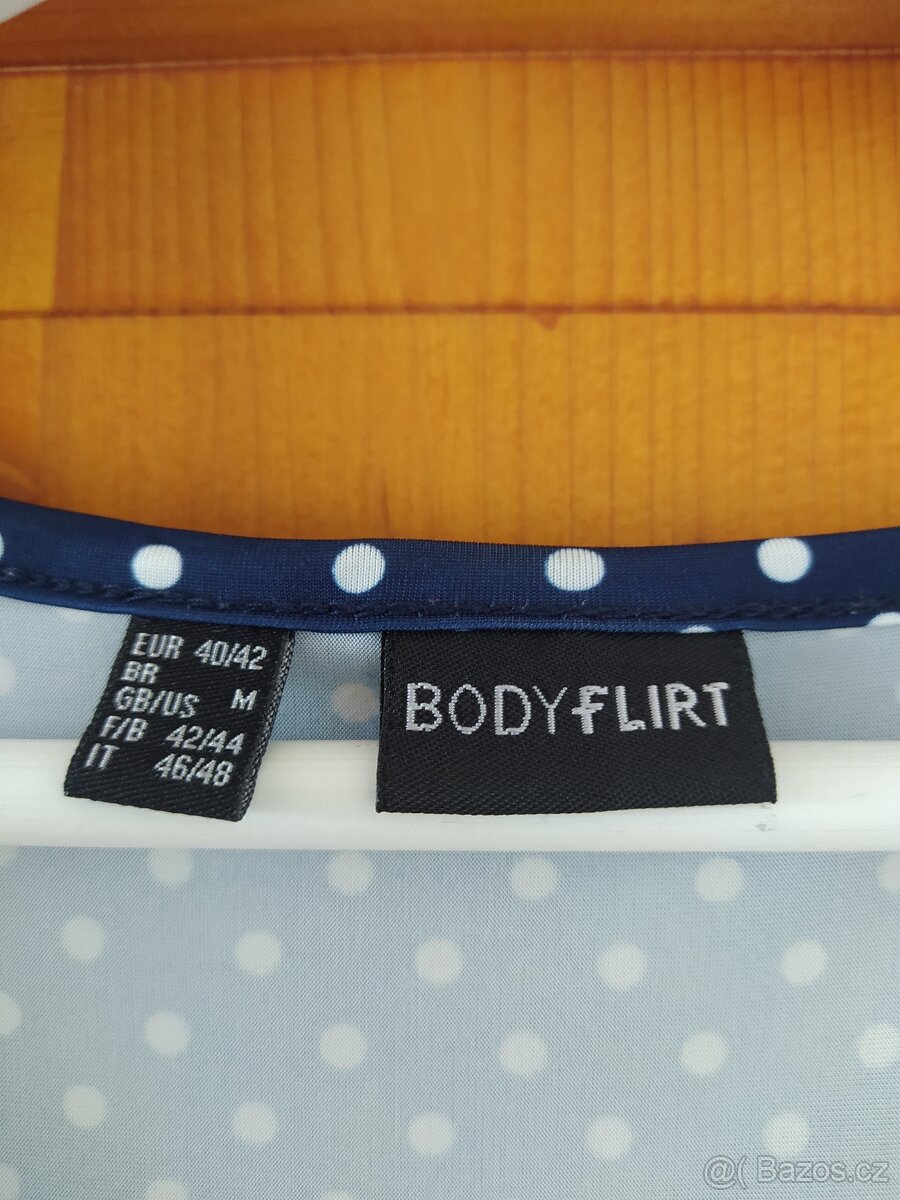 EUR 40/42
BR
GB/US M
F/B 42/44
IT 46/48
BODYFLIRT
@( Bazos.cz